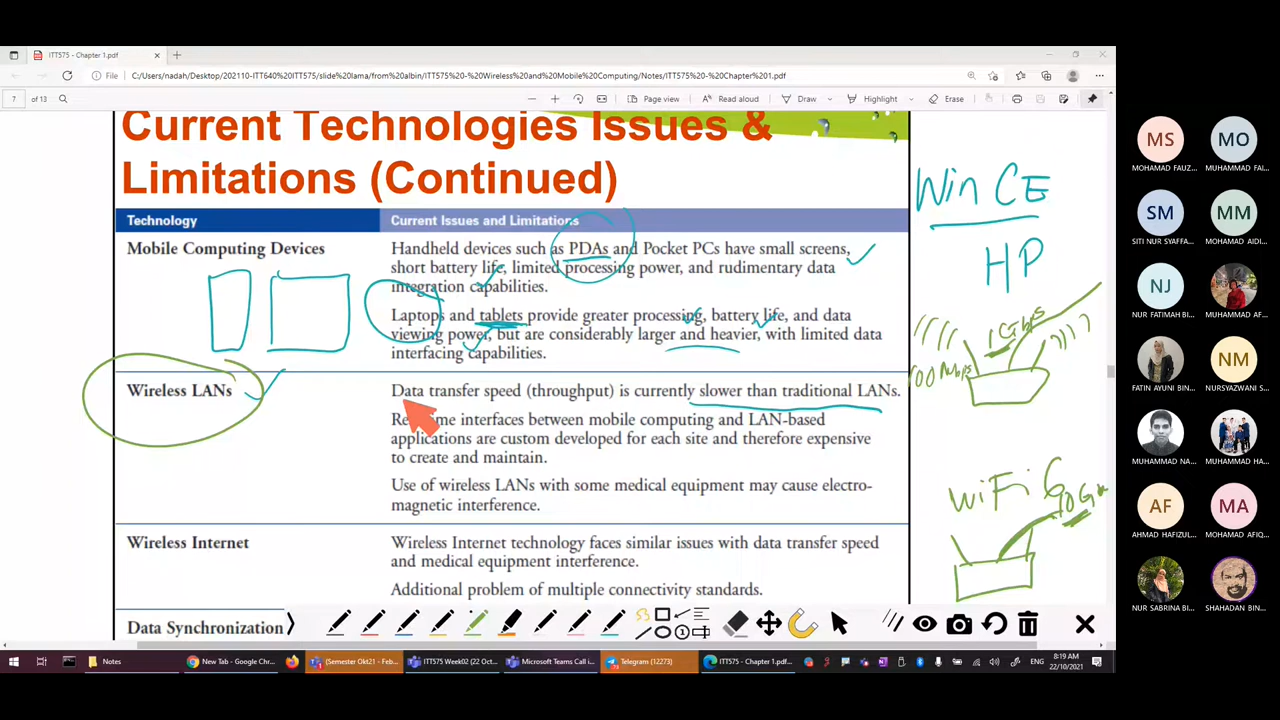 ITT575 - Chapter 1.pdf
File
C:/Users/nadah/Desktop/202110-ITT640%20ITT575/slide%20lama/from%20albin/ITT575%20-%20Wireless%20and%20Mobile%20Computing/Notes/ITT575%20-%20Chapter%201.pdf
7 of 13
Page view
Read aloud
Draw
Highlight
Erase
Current Technologies Issues &
Limitations (Continued)
Technology
Current Issues and Limitations
Mobile Computing Devices
Handheld devices such as PDAs and Pocket PCs have small screens,
short battery life, limited processing power, and rudimentary data
integration capabilities.
Laptops and tablets provide greater processing, battery life, and data
viewing power, but are considerably larger and heavier, with limited data
interfacing capabilities.
Wireless LANs
Data transfer speed (throughput) is currently slower than traditional LANs.
interfaces between mobile computing and LAN-based
applications are custom developed for each site and therefore expensive
to create and maintain.
Use of wireless LANs with some medical equipment may cause electro-
magnetic interference.
Wireless Internet
Wireless Internet technology faces similar issues with data transfer speed
and medical equipment interference.
Additional problem of multiple connectivity standards.
Data Synchronization
Win CE
HP
1 Gbps
WiFi 6
MS
MOHAMAD FAUZ...
MO
MUHAMMAD FAI...
SM
SITI NUR SYAFFA...
MM
MOHAMAD AIDI...
NJ
NUR FATIMAH BI...
MUHAMMAD AF...
FATIN AYUNI BIN...
NM
NURSYAZWANI S...
MUHAMMAD NA...
MUHAMMAD HA...
AF
AHMAD HAFIZUL...
MA
MOHAMAD AFIQ...
NUR SABRINA BI...
SHAHADAN BIN...
Notes
New Tab - Google Chr...
(Semester Okt21 - Feb...
ITT575 Week02 (22 Oct...
Microsoft Teams Call i...
Telegram (12273)
ITT575 - Chapter 1.pd...
ENG
8:19 AM
22/10/2021